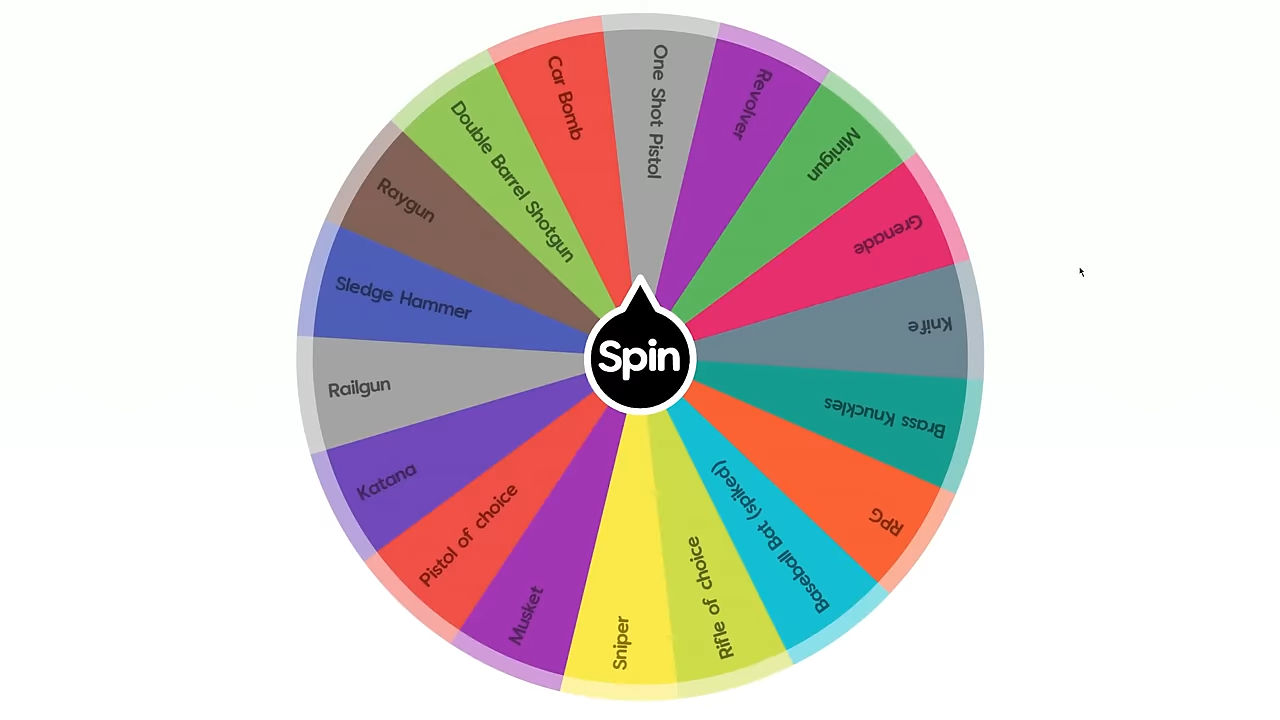 One Shot Pistol
Revolver
Minigun
Grenade
Knife
Brass Knuckles
RPG
Baseball Bat (spiked)
Rifle of choice
Sniper
Musket
Pistol of choice
Katana
Railgun
Sledge Hammer
Raygun
Double Barrel Shotgun
Car Bomb
Spin